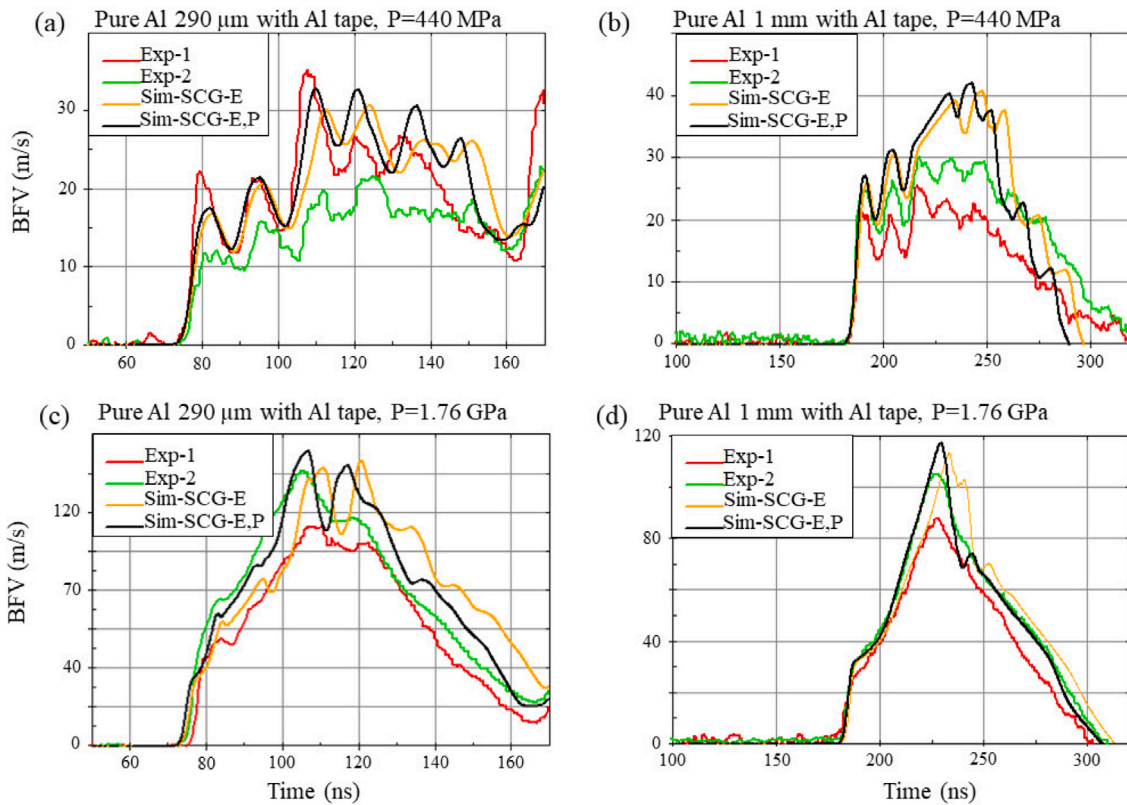 (a) Pure Al 290 µm with Al tape, P=440 MPa
Exp-1
Exp-2
Sim-SCG-E
Sim-SCG-E,P
BFV (m/s)
30
20
10
0
60 80 100 120 140 160
(b) Pure Al 1 mm with Al tape, P=440 MPa
Exp-1
Exp-2
Sim-SCG-E
Sim-SCG-E,P
40
30
20
10
0
100 150 200 250 300
(c) Pure Al 290 µm with Al tape, P=1.76 GPa
Exp-1
Exp-2
Sim-SCG-E
Sim-SCG-E,P
BFV (m/s)
120
70
40
0
60 80 100 120 140 160
Time (ns)
(d) Pure Al 1 mm with Al tape, P=1.76 GPa
Exp-1
Exp-2
Sim-SCG-E
Sim-SCG-E,P
120
80
40
0
100 150 200 250 300
Time (ns)